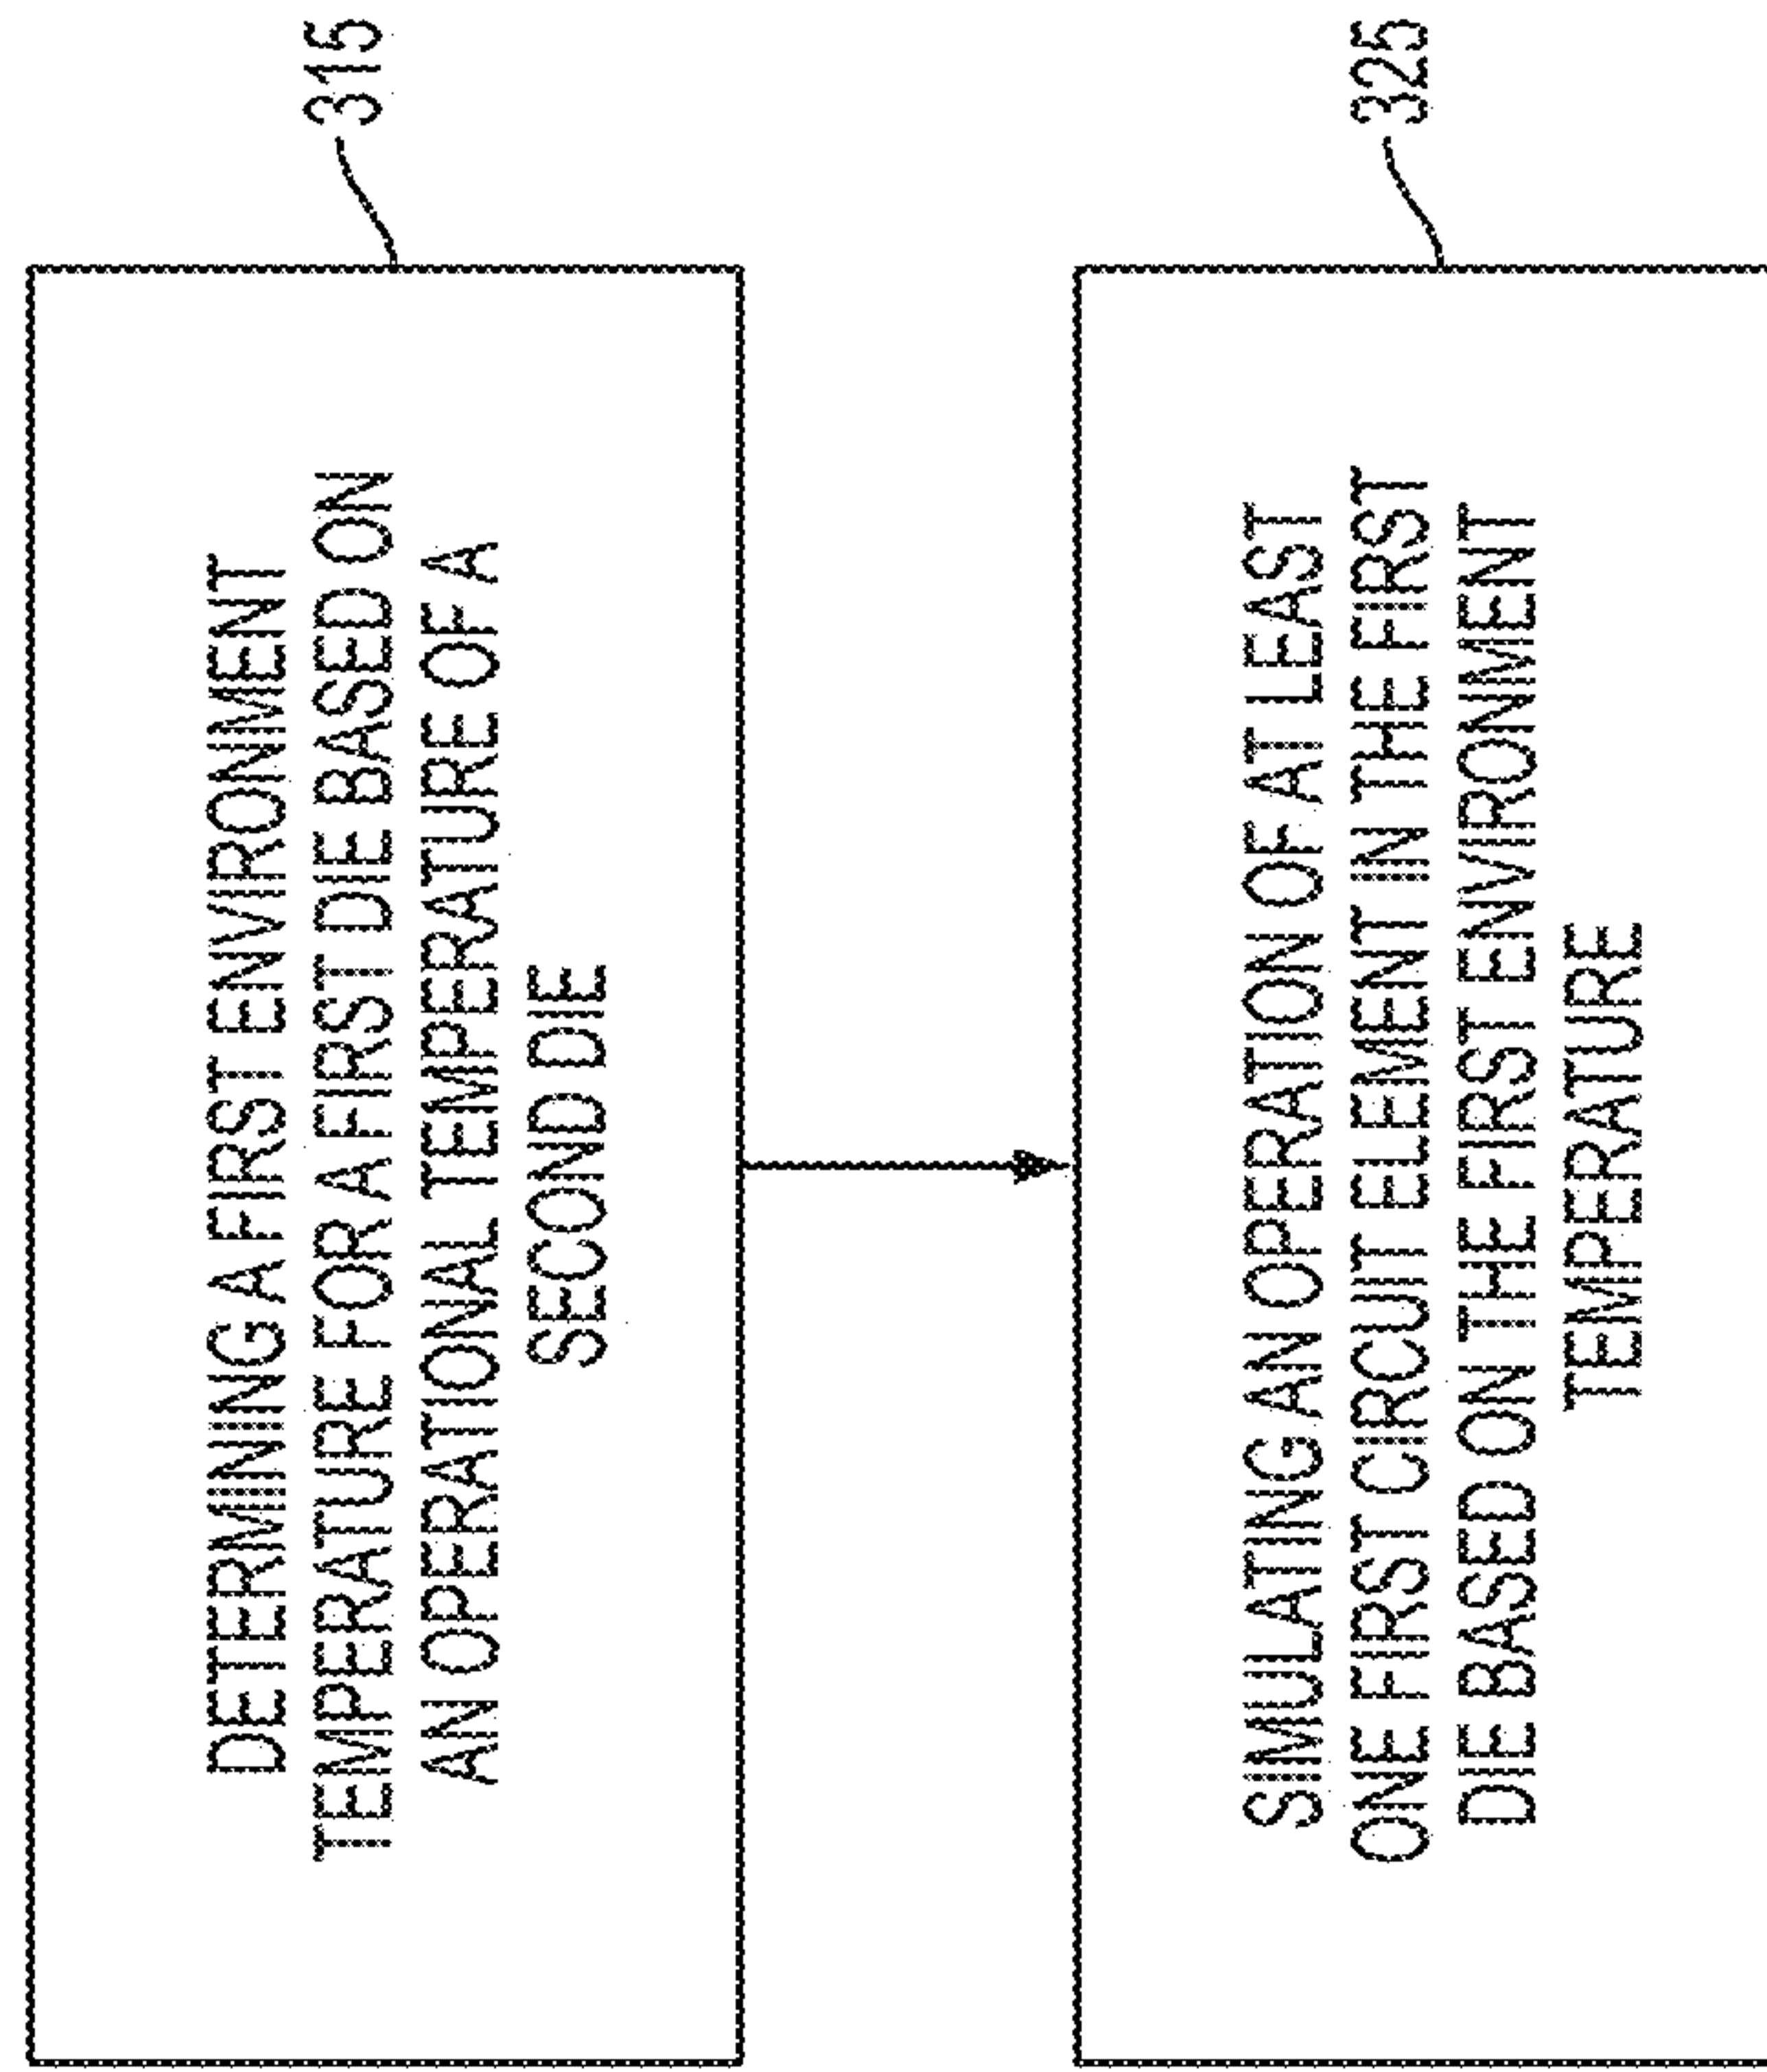 DETERMINING A FIRST ENVIRONMENT
TEMPERATURE FOR A FIRST DIE BASED ON
AN OPERATIONAL TEMPERATURE OF A
SECOND DIE
315
SIMULATING AN OPERATION OF AT LEAST
ONE FIRST CIRCUIT ELEMENT IN THE FIRST
DIE BASED ON THE FIRST ENVIRONMENT
TEMPERATURE
325